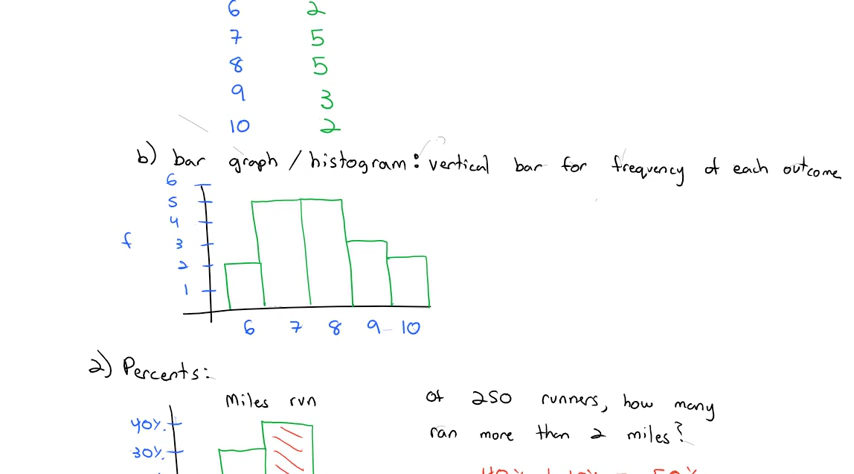 6 2
7 5
8 5
9 3
10 2
b) bar graph / histogram: vertical bar for frequency of each outcome
6
5
4
f 3
2
1
6 7 8 9 10
2) Percents:
Miles run
Of 250 runners, how many
ran more than 2 miles?
40%
30%